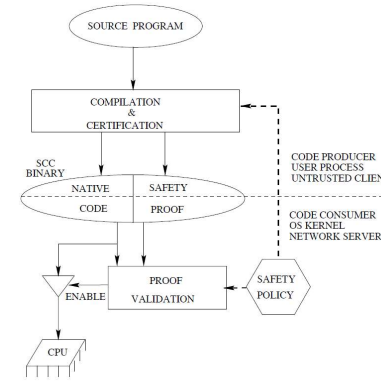 SOURCE PROGRAM
COMPILATION
&
CERTIFICATION
SCC
BINARY
NATIVE SAFETY
CODE PROOF
CODE PRODUCER
USER PROCESS
UNTRUSTED CLIEN
CODE CONSUMER
OS KERNEL
NETWORK SERVER
ENABLE
PROOF
VALIDATION
SAFETY
POLICY
CPU